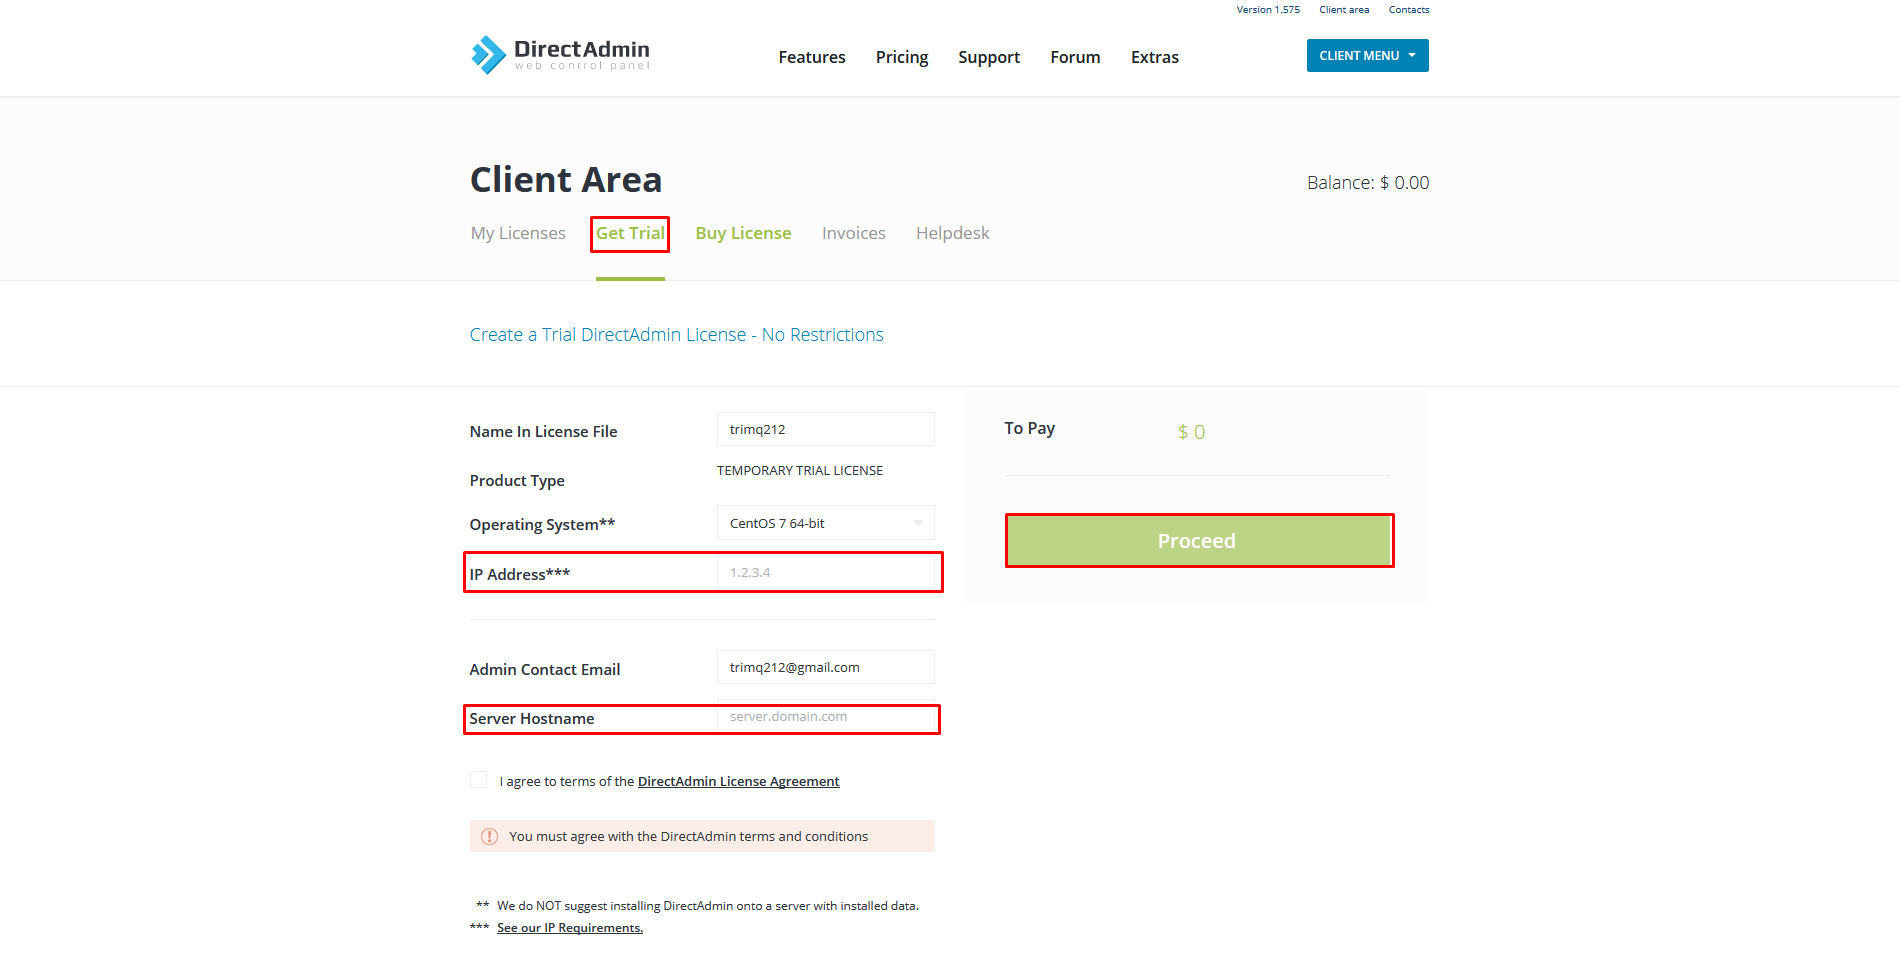 Version 1.575 Client area Contacts
DirectAdmin
web control panel
Features Pricing Support Forum Extras
CLIENT MENU
Client Area
Balance: $ 0.00
My Licenses Get Trial Buy License Invoices Helpdesk
Create a Trial DirectAdmin License - No Restrictions
Name In License File trimq212
Product Type TEMPORARY TRIAL LICENSE
Operating System** CentOS 7 64-bit
IP Address*** 1.2.3.4
Admin Contact Email trimq212@gmail.com
Server Hostname server.domain.com
I agree to terms of the DirectAdmin License Agreement
You must agree with the DirectAdmin terms and conditions
** We do NOT suggest installing DirectAdmin onto a server with installed data.
*** See our IP Requirements.
To Pay $ 0
Proceed